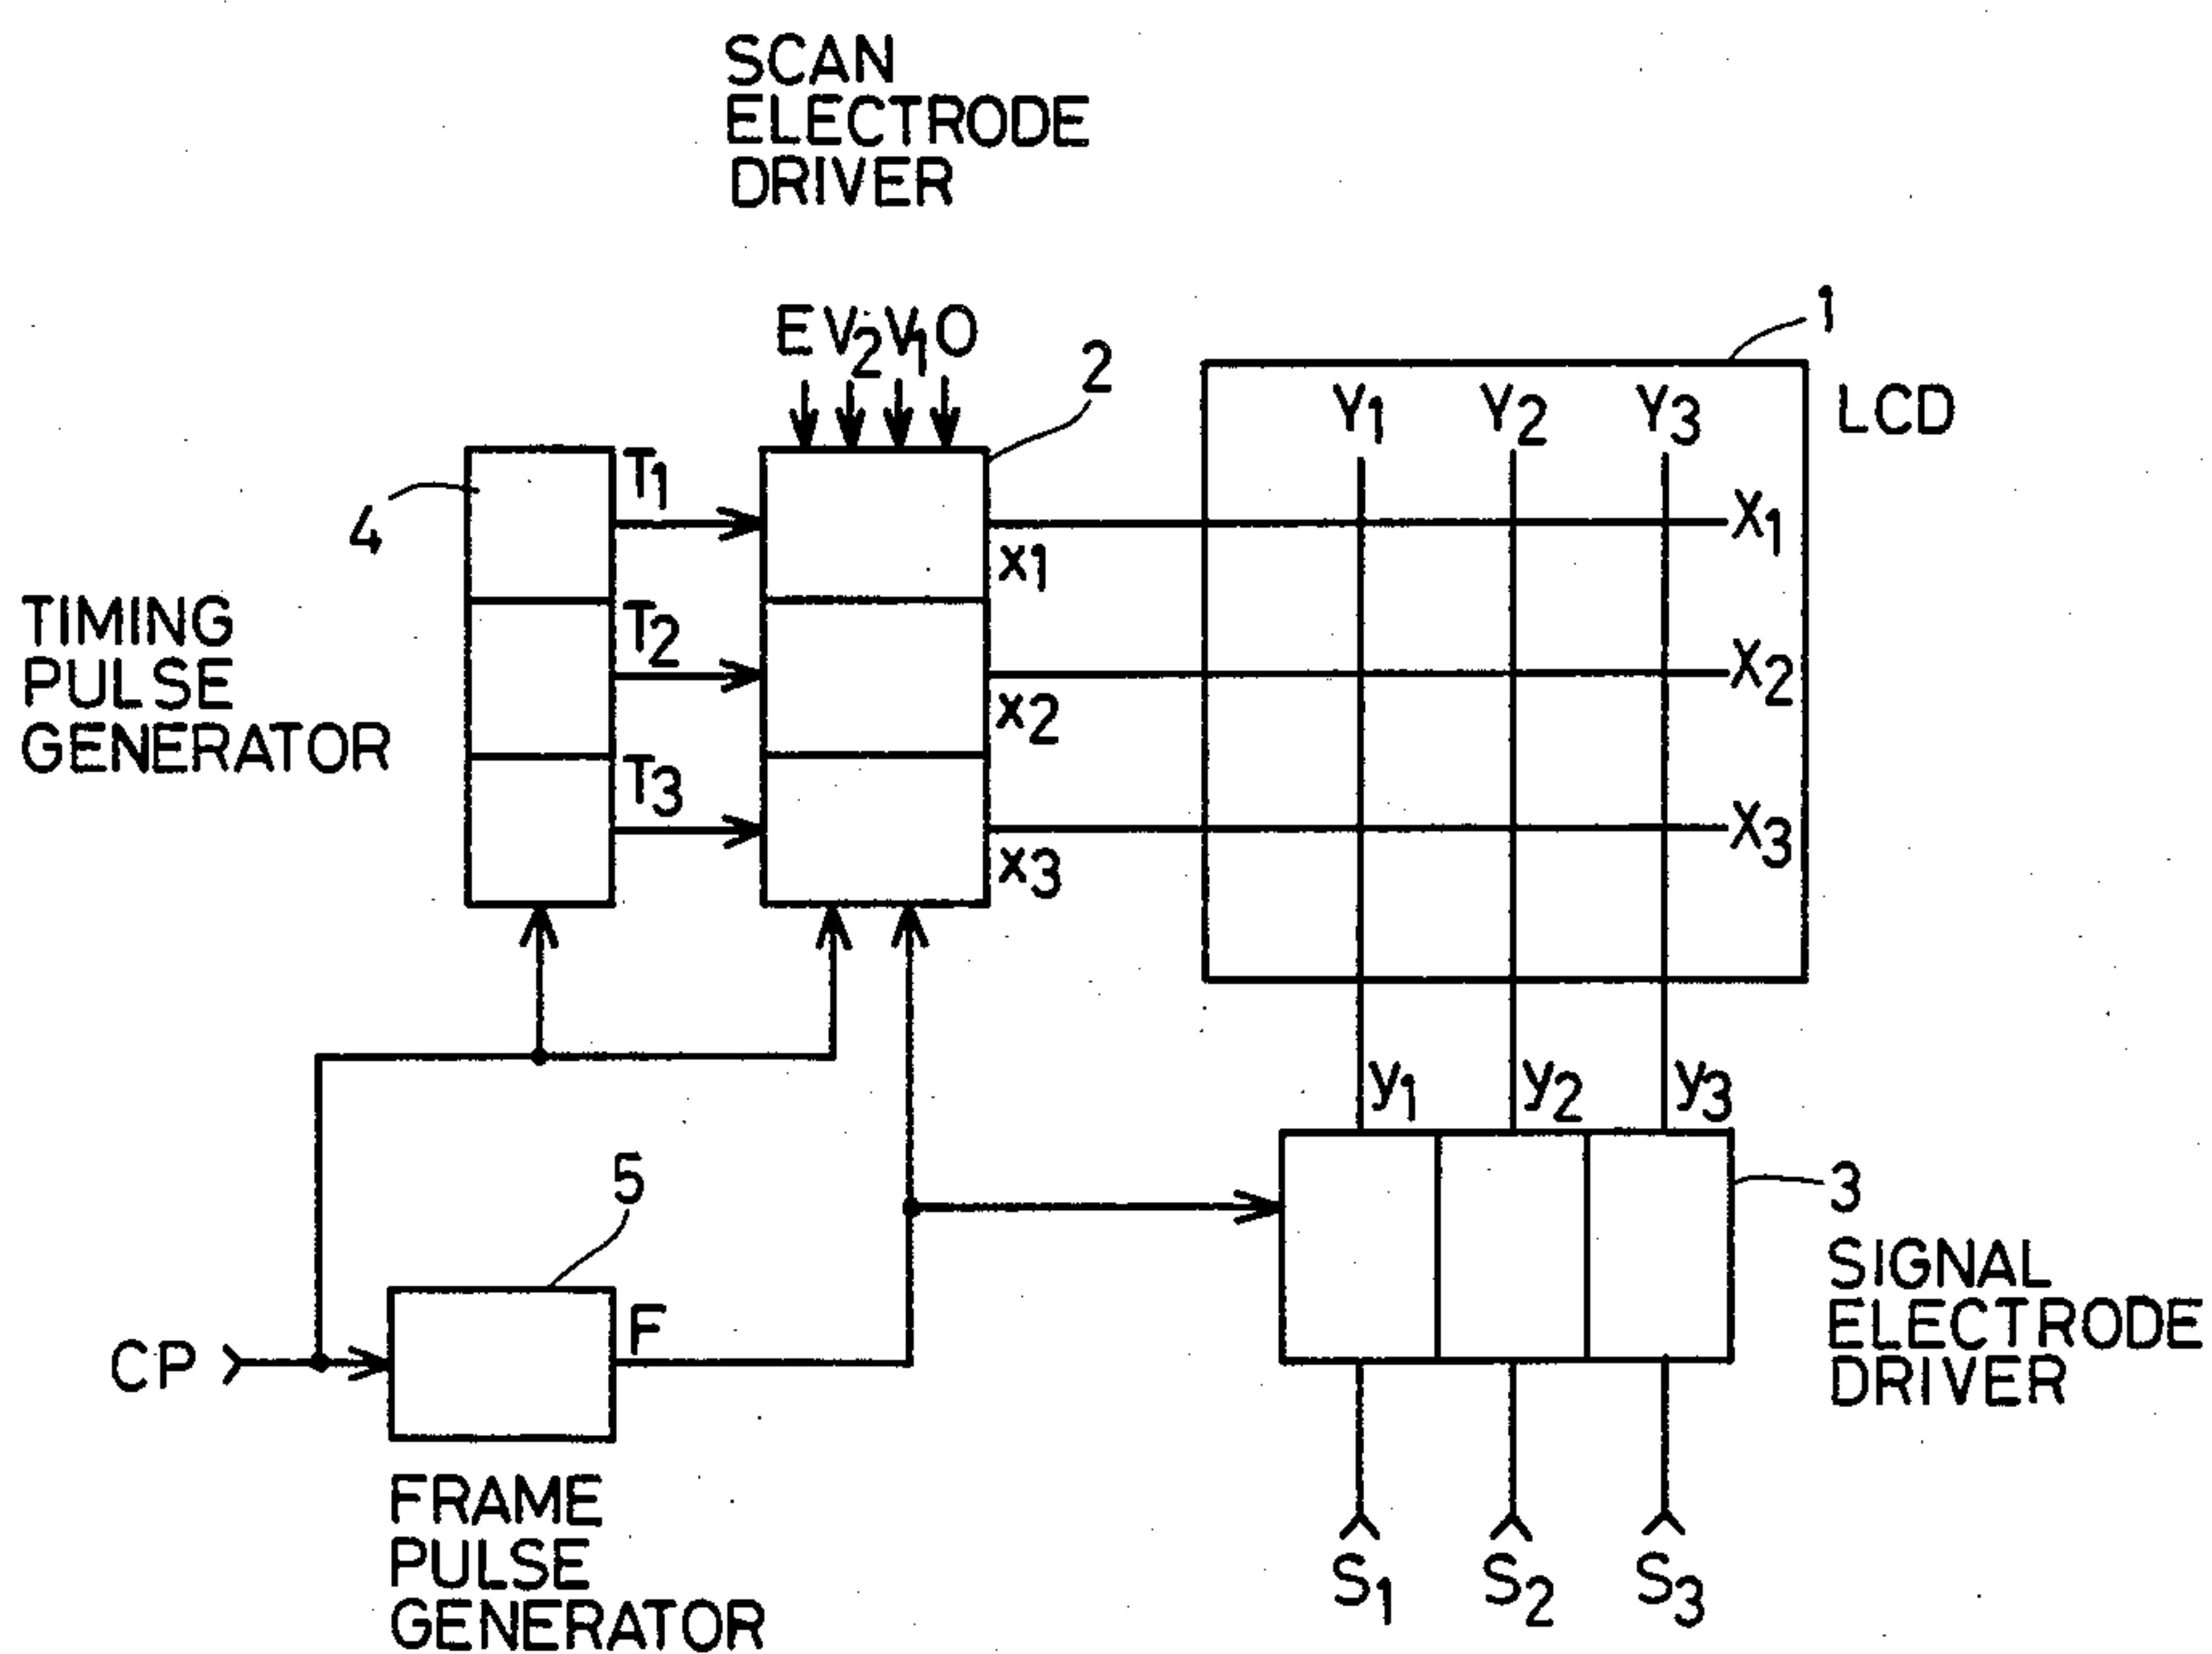 SCAN
ELECTRODE
DRIVER
E V2 V1 O
2
1
LCD
Y1 Y2 Y3
4
T1
T2
T3
X1
X2
X3
x1
x2
x3
TIMING
PULSE
GENERATOR
y1 y2 y3
5
3
SIGNAL
ELECTRODE
DRIVER
CP
F
FRAME
PULSE
GENERATOR
S1 S2 S3